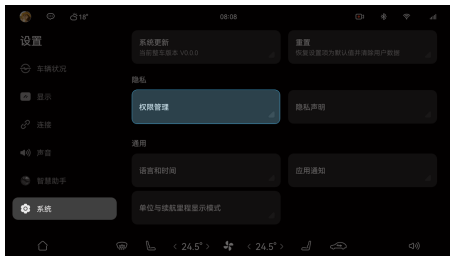 18°
08:08
设置
系统更新
当前整车版本 V0.0.0
重置
恢复设置项为默认值并清除用户数据
车辆状况
隐私
显示
权限管理
隐私声明
连接
通用
声音
语言和时间
应用通知
智慧助手
系统
单位与续航里程显示模式
< 24.5° >
< 24.5° >